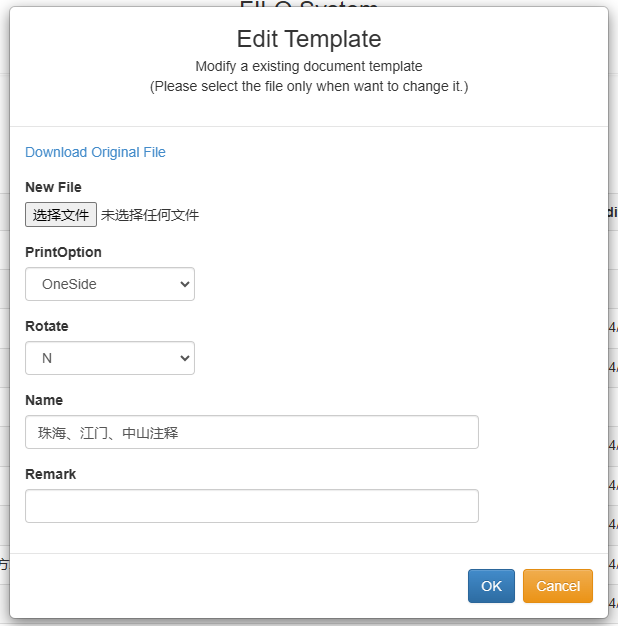 Edit Template
Modify a existing document template
(Please select the file only when want to change it.)
Download Original File
New File
选择文件 未选择任何文件
PrintOption
OneSide
Rotate
N
Name
珠海、江门、中山注释
Remark
OK Cancel